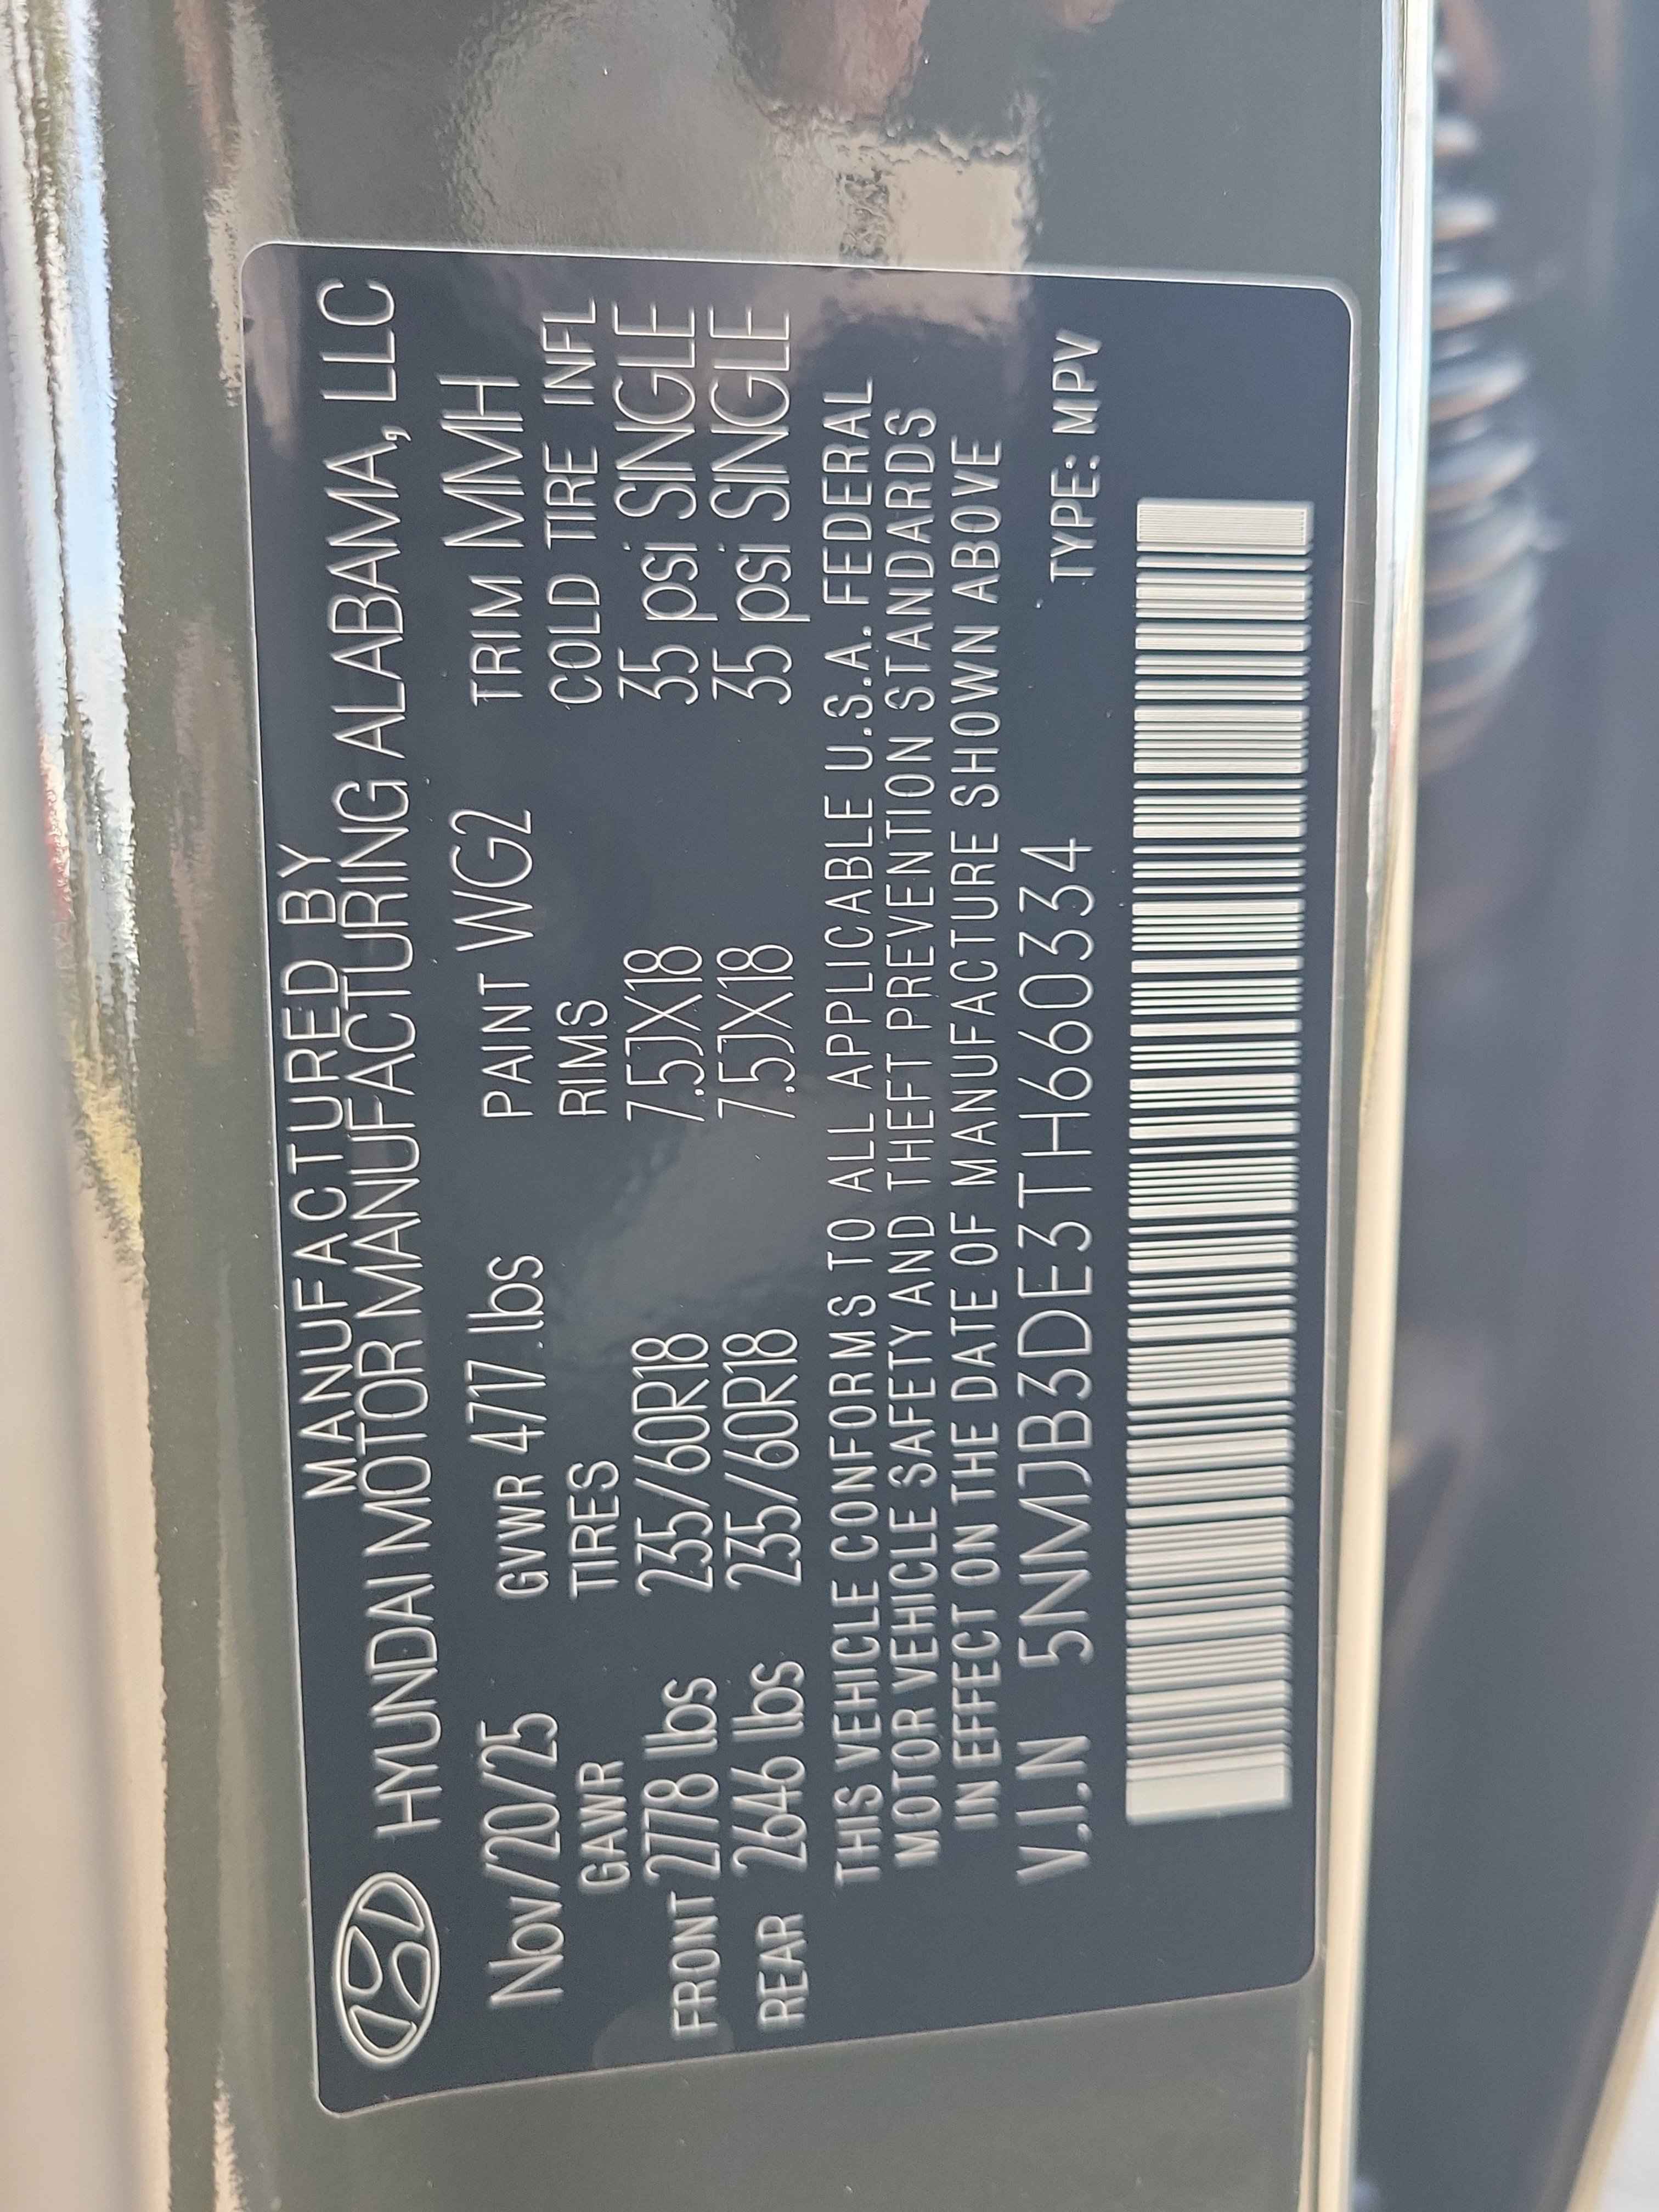 MANUFACTURED BY
HYUNDAI MOTOR MANUFACTURING ALABAMA, LLC
Nov/20/25 GVWR 4717 lbs PAINT WG2 TRIM MMH
GAWR TIRES RIMS COLD TIRE INFL
FRONT 2778 lbs 235/60R18 7.5JX18 35 psi SINGLE
REAR 2646 lbs 235/60R18 7.5JX18 35 psi SINGLE
THIS VEHICLE CONFORMS TO ALL APPLICABLE U.S.A. FEDERAL
MOTOR VEHICLE SAFETY AND THEFT PREVENTION STANDARDS
IN EFFECT ON THE DATE OF MANUFACTURE SHOWN ABOVE
V.I.N 5NMJB3DE3TH660334 TYPE: MPV